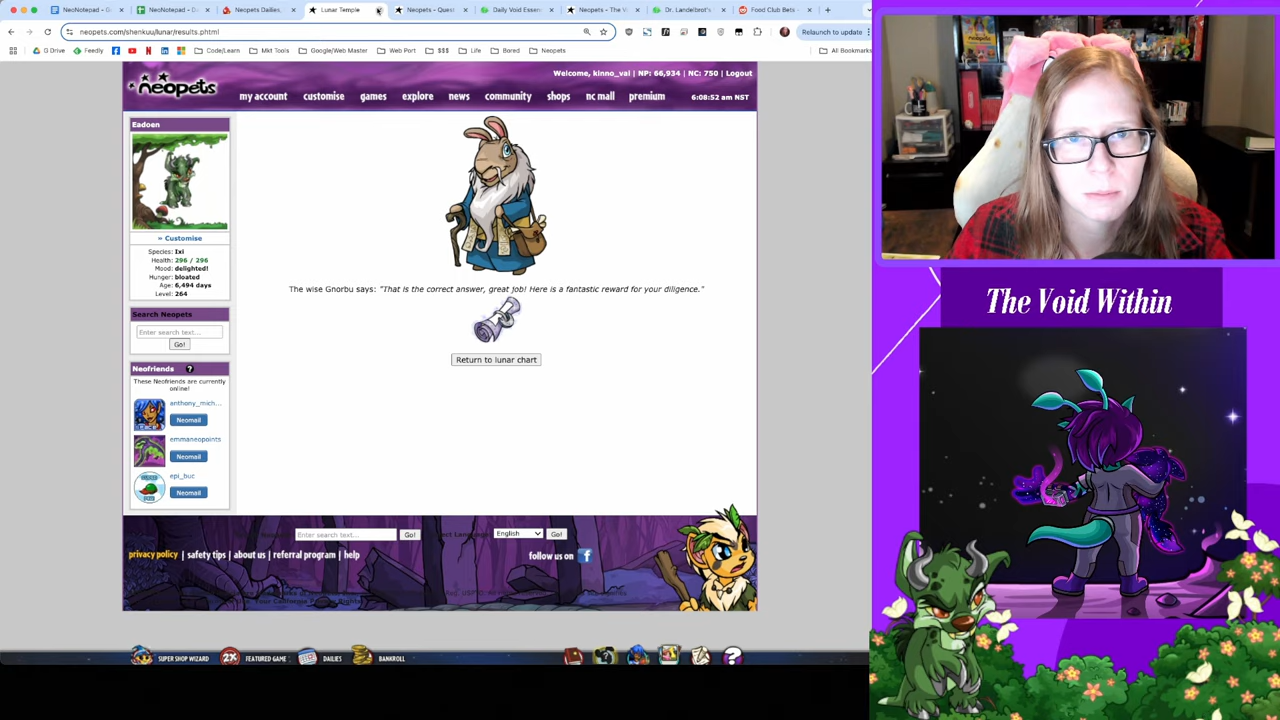 NeoNotepad - D
NeoNotepad - D
Neopets Dailies,
Lunar Temple
Neopets - Quest
Daily Void Essen
Neopets - The V
Dr. Landelbrot's
Food Club Bets
neopets.com/shenkuu/lunar/results.phtml
Relaunch to update
G Drive
Feedly
Code/Learn
Mkt Tools
Google/Web Master
Web Port
$$$
Life
Bored
Neopets
All Bookmarks
neopets
Welcome, kinno_val | NP: 66,934 | NC: 750 | Logout
my account customise games explore news community shops nc mall premium
6:08:52 am NST
Eadoen
» Customise
Species: Ixi
Health: 296 / 296
Mood: delighted!
Hunger: bloated
Age: 6,494 days
Level: 264
Search Neopets
Enter search text...
Go!
Neofriends ?
These Neofriends are currently
online!
anthony_mich...
Neomail
emmaneopoints
Neomail
epi_buc
Neomail
The wise Gnorbu says: "That is the correct answer, great job! Here is a fantastic reward for your diligence."
Return to lunar chart
Enter search text...
Go!
English
Go!
privacy policy | safety tips | about us | referral program | help
follow us on f
SUPER SHOP WIZARD
2X FEATURED GAME
DAILIES
BANKROLL
The Void Within